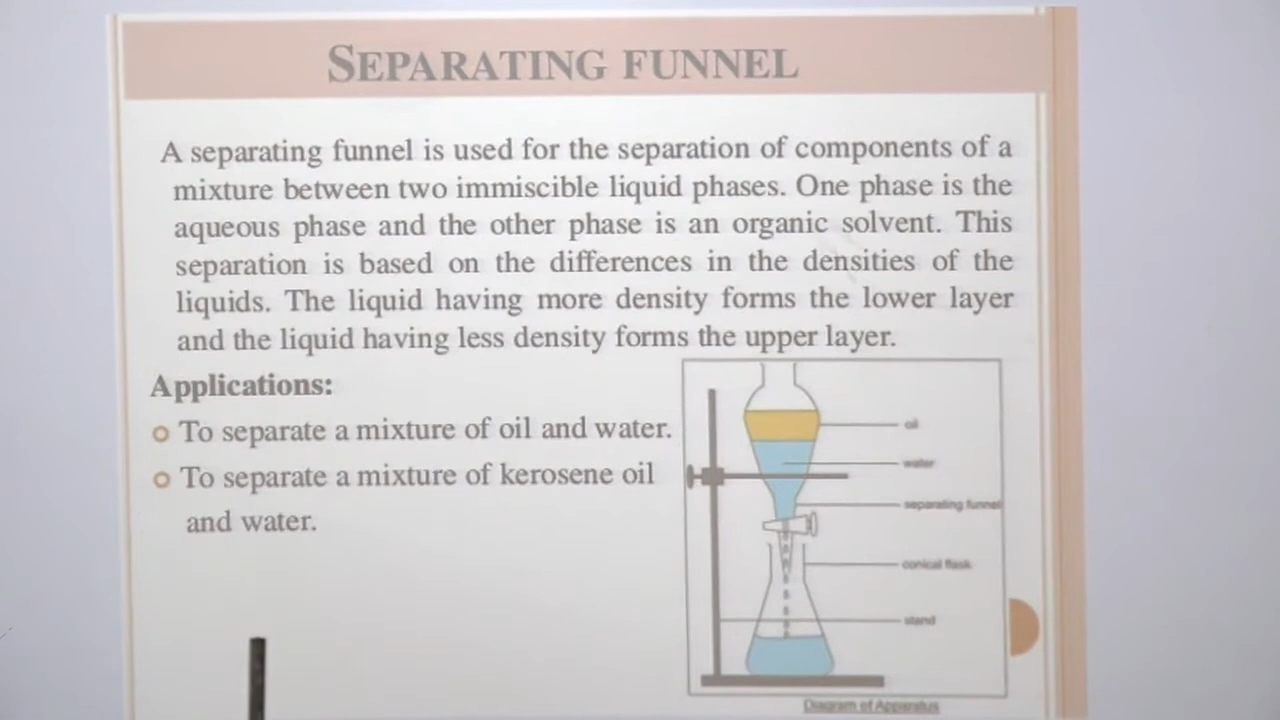 SEPARATING FUNNEL
A separating funnel is used for the separation of components of a
mixture between two immiscible liquid phases. One phase is the
aqueous phase and the other phase is an organic solvent. This
separation is based on the differences in the densities of the
liquids. The liquid having more density forms the lower layer
and the liquid having less density forms the upper layer.
Applications:
To separate a mixture of oil and water.
To separate a mixture of kerosene oil
and water.
oil
water
separating funnel
conical flask
stand
Diagram of Apparatus